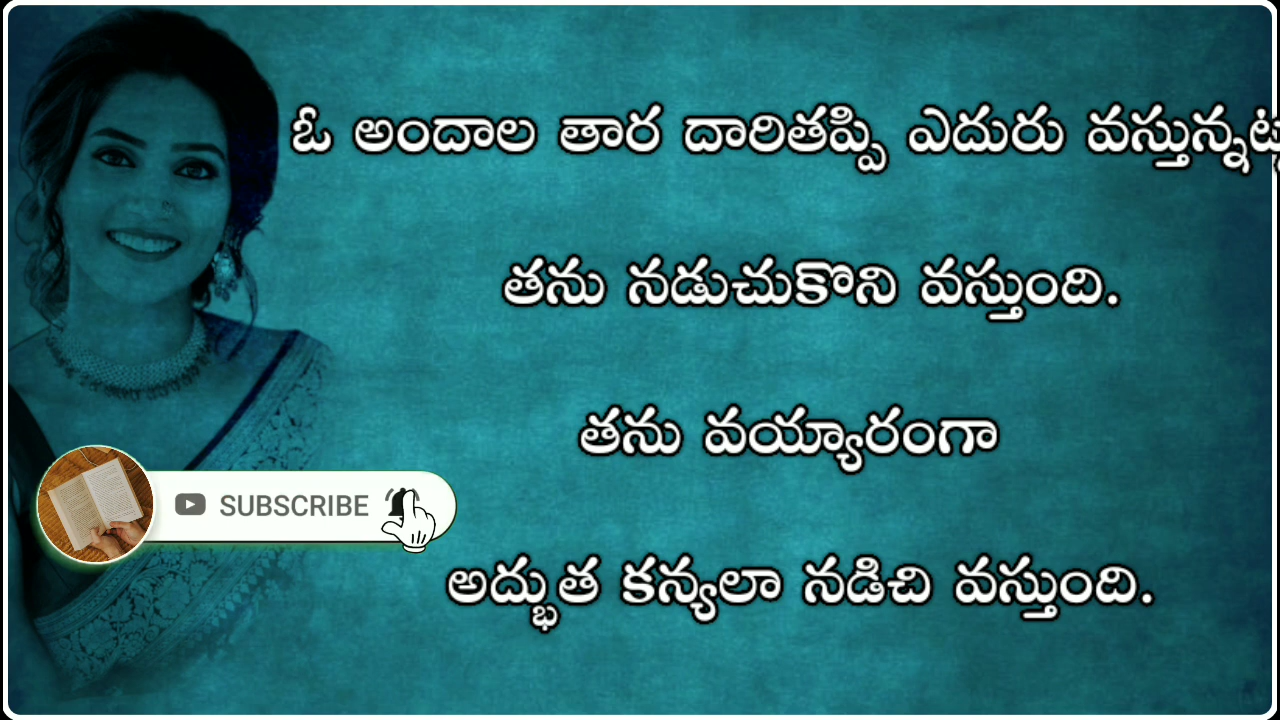 ఓ అందాల తార దారితప్పి ఎదురు
తను నడుచుకొని వస్తుంది.
తను వయ్యారంగా
SUBSCRIBE
అద్భుత కన్యలా నడిచి వస్తుంది.